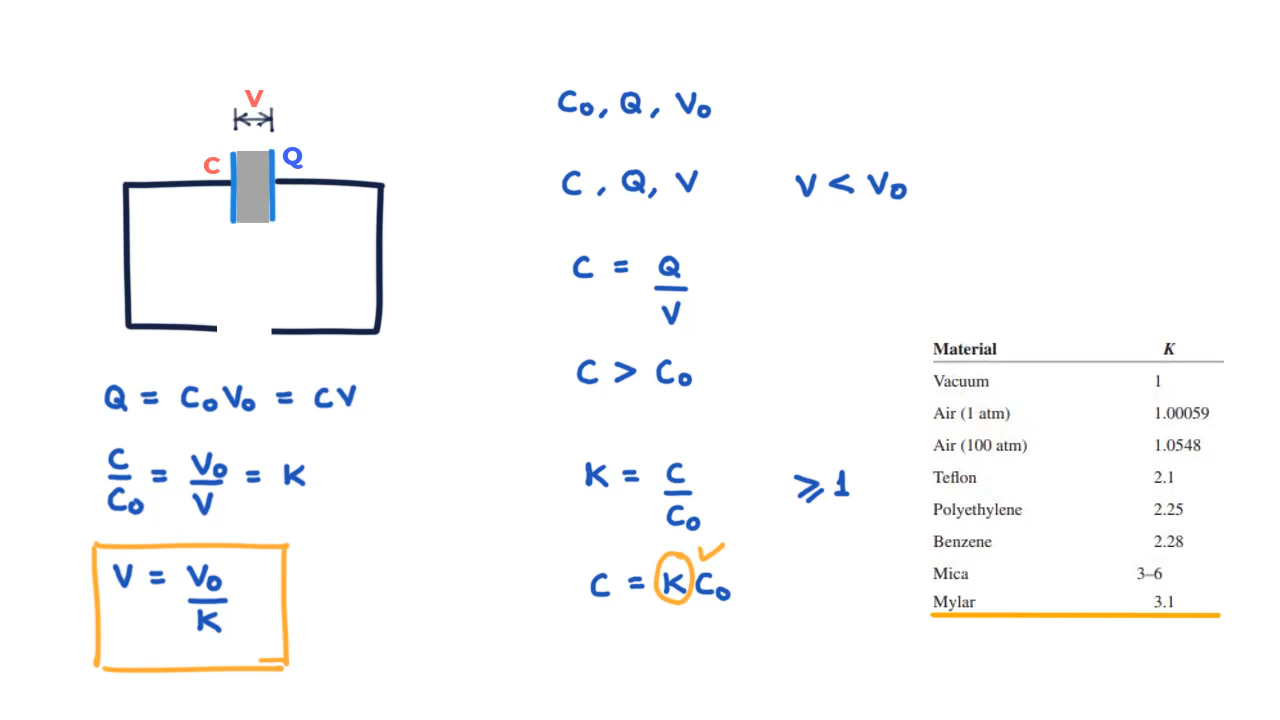 V
C Q
C₀, Q, V₀
C, Q, V V < V₀
C = Q/V
C > C₀
Q = C₀V₀ = CV
C/C₀ = V₀/V = K
V = V₀/K
K = C/C₀ ⩾ 1
C = KC₀ ✓
Material K
Vacuum 1
Air (1 atm) 1.00059
Air (100 atm) 1.0548
Teflon 2.1
Polyethylene 2.25
Benzene 2.28
Mica 3–6
Mylar 3.1